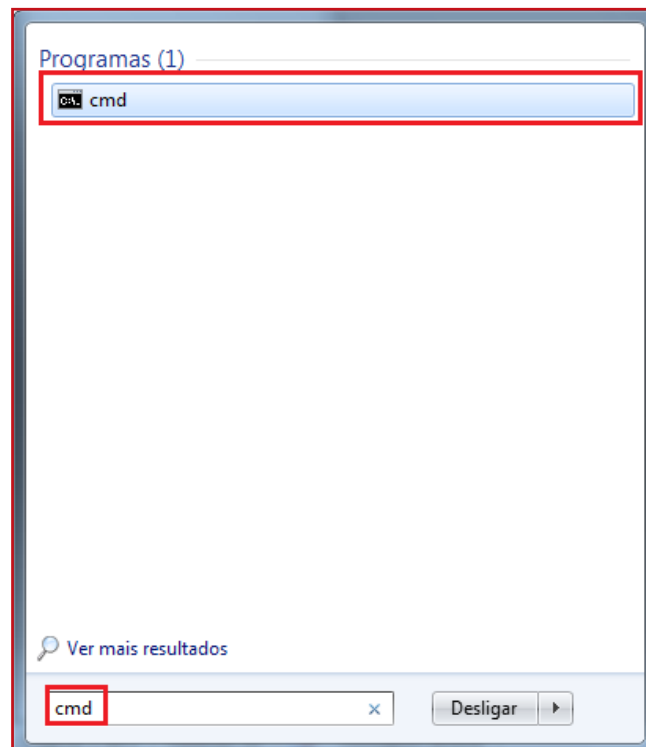 Programas (1)
C:\. cmd
Ver mais resultados
cmd Desligar